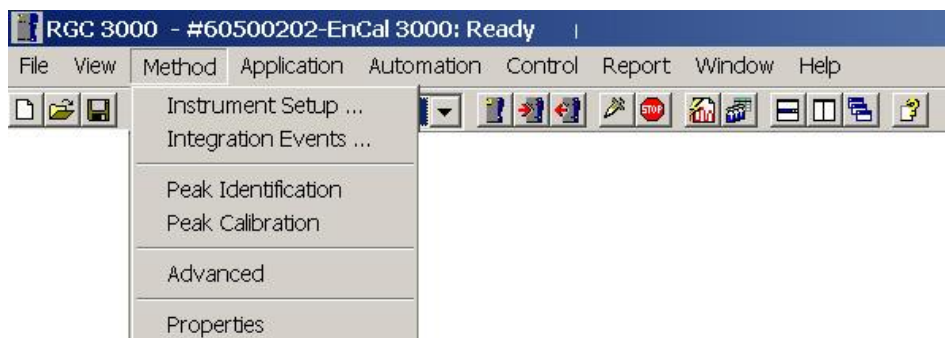 RGC 3000 - #60500202-EnCal 3000: Ready
File View Method Application Automation Control Report Window Help
STOP
Instrument Setup ...
Integration Events ...
Peak Identification
Peak Calibration
Advanced
Properties